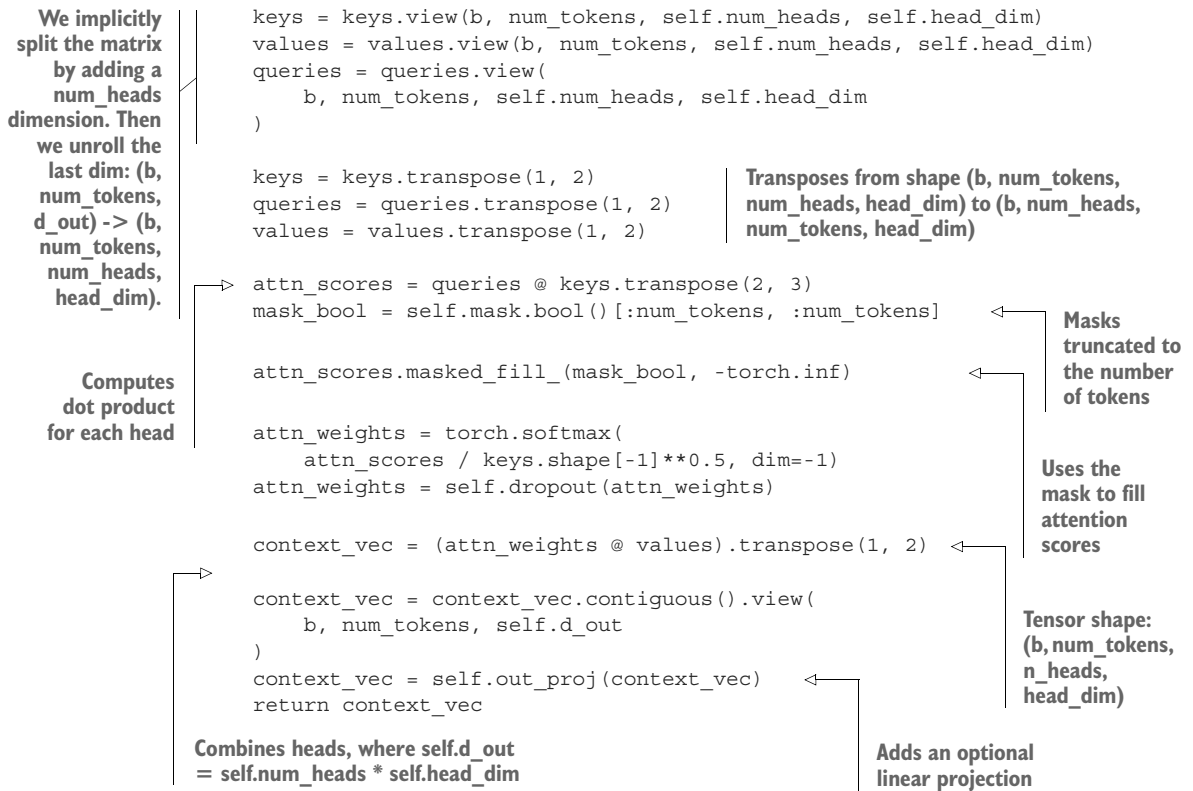 We implicitly
split the matrix
by adding a
num_heads
dimension. Then
we unroll the
last dim: (b,
num_tokens,
d_out) -> (b,
num_tokens,
num_heads,
head_dim).
keys = keys.view(b, num_tokens, self.num_heads, self.head_dim)
values = values.view(b, num_tokens, self.num_heads, self.head_dim)
queries = queries.view(
    b, num_tokens, self.num_heads, self.head_dim
)
keys = keys.transpose(1, 2)
queries = queries.transpose(1, 2)
values = values.transpose(1, 2)
Transposes from shape (b, num_tokens,
num_heads, head_dim) to (b, num_heads,
num_tokens, head_dim)
attn_scores = queries @ keys.transpose(2, 3)
mask_bool = self.mask.bool()[:num_tokens, :num_tokens]
Masks
truncated to
the number
of tokens
Computes
dot product
for each head
attn_scores.masked_fill_(mask_bool, -torch.inf)
attn_weights = torch.softmax(
    attn_scores / keys.shape[-1]**0.5, dim=-1)
attn_weights = self.dropout(attn_weights)
Uses the
mask to fill
attention
scores
context_vec = (attn_weights @ values).transpose(1, 2)
context_vec = context_vec.contiguous().view(
    b, num_tokens, self.d_out
)
context_vec = self.out_proj(context_vec)
return context_vec
Tensor shape:
(b, num_tokens,
n_heads,
head_dim)
Combines heads, where self.d_out
= self.num_heads * self.head_dim
Adds an optional
linear projection